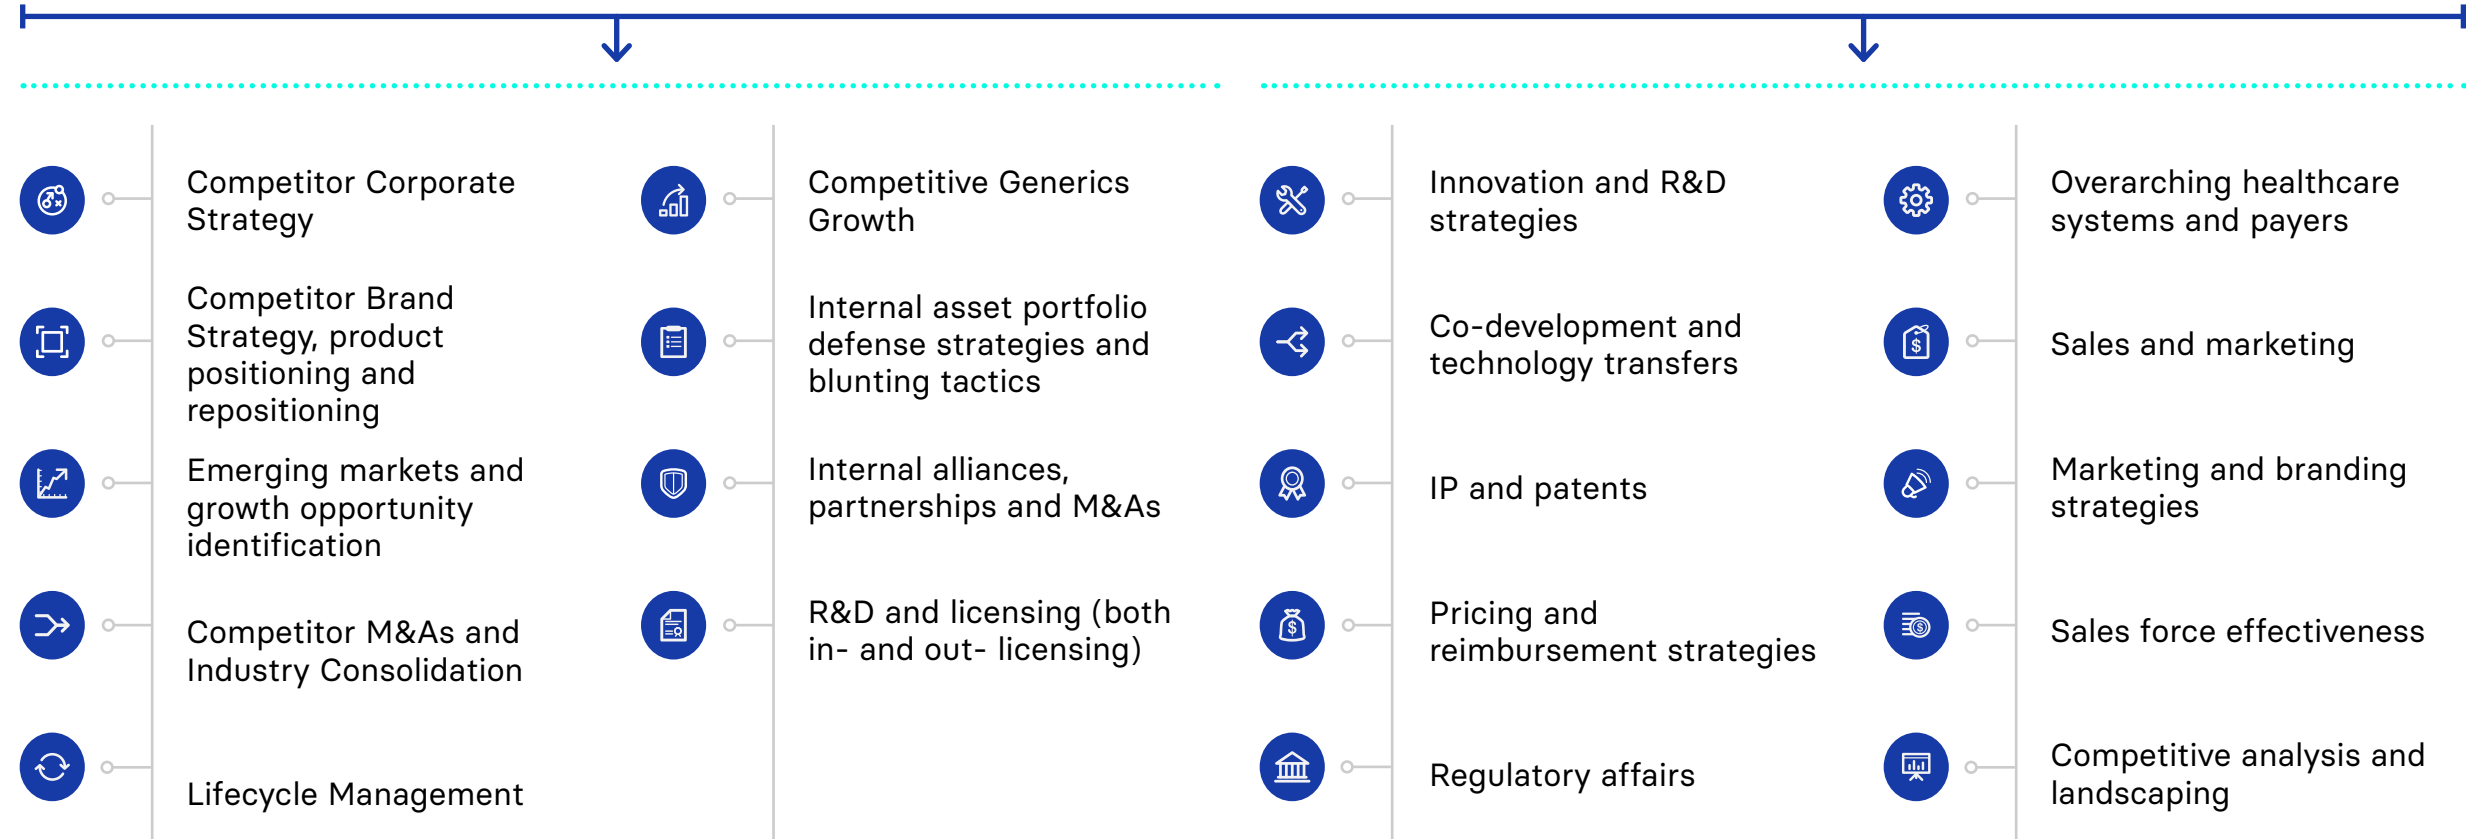 Competitor Corporate
Strategy
Competitor Brand
Strategy, product
positioning and
repositioning
Emerging markets and
growth opportunity
identification
Competitor M&As and
Industry Consolidation
Lifecycle Management
Competitive Generics
Growth
Internal asset portfolio
defense strategies and
blunting tactics
Internal alliances,
partnerships and M&As
R&D and licensing (both
in- and out- licensing)
Innovation and R&D
strategies
Co-development and
technology transfers
IP and patents
Pricing and
reimbursement strategies
Regulatory affairs
Overarching healthcare
systems and payers
Sales and marketing
Marketing and branding
strategies
Sales force effectiveness
Competitive analysis and
landscaping